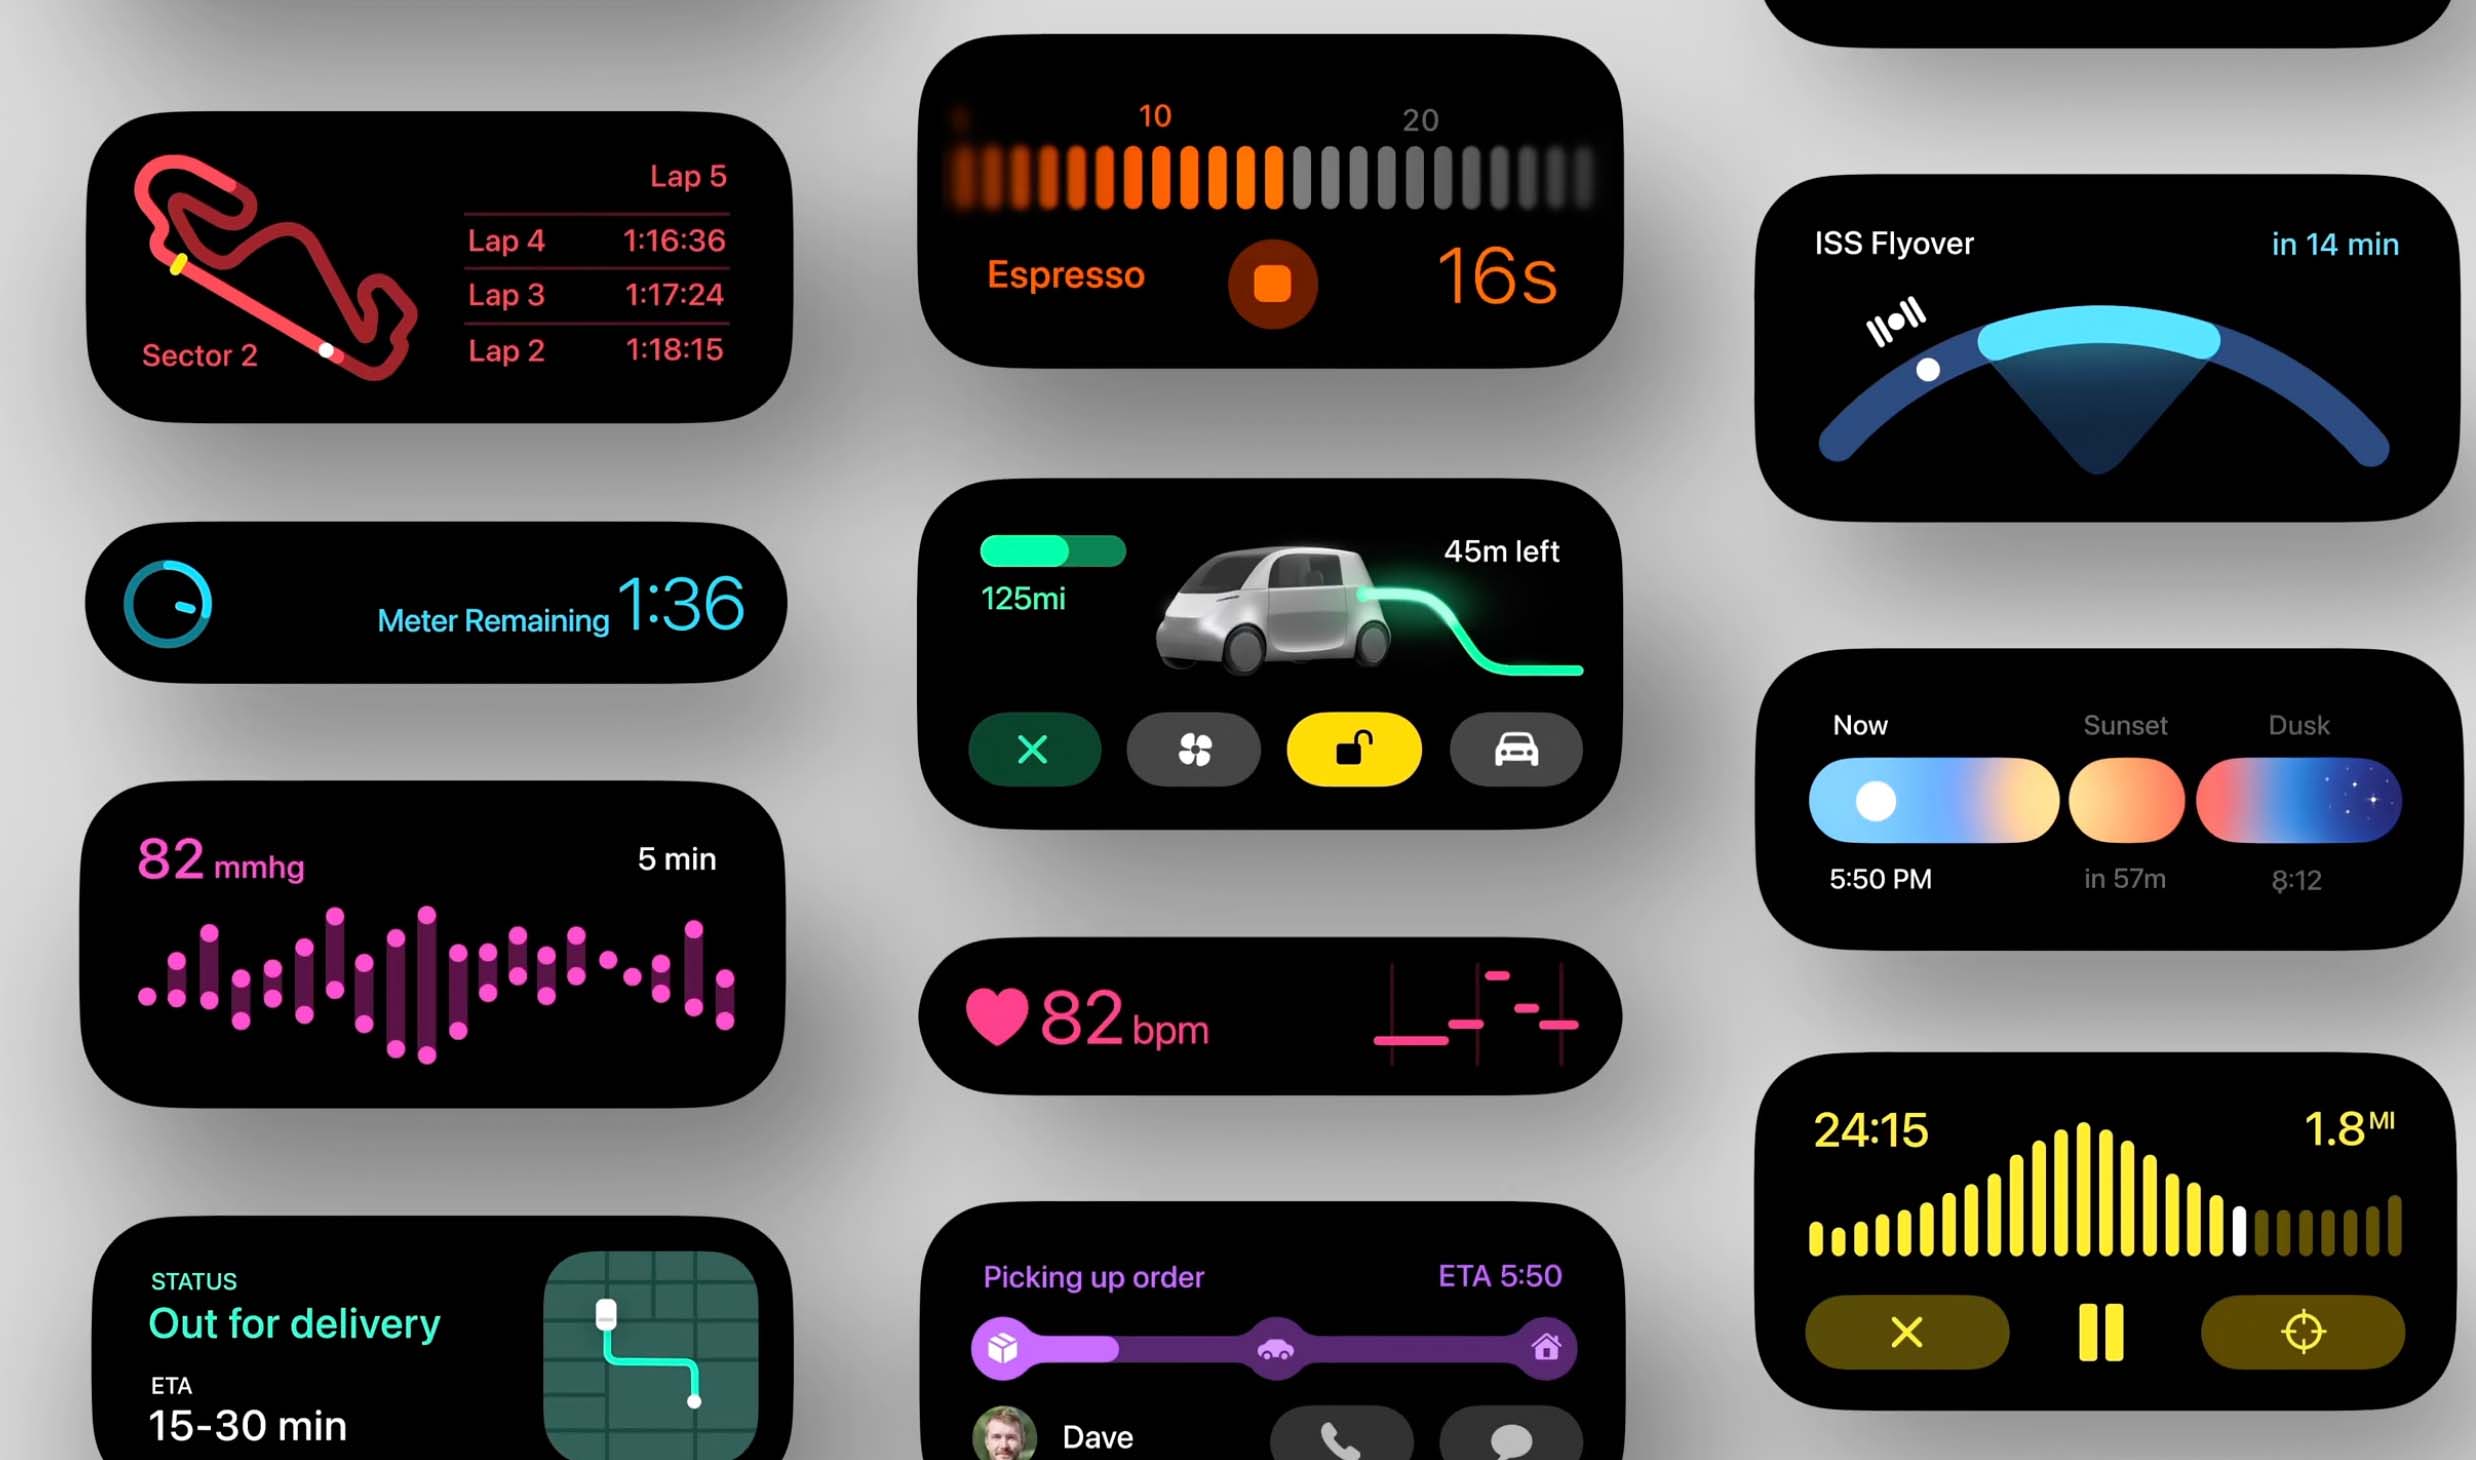 Lap 5
Lap 4 1:16:36
Lap 3 1:17:24
Lap 2 1:18:15
Sector 2
Meter Remaining 1:36
82 mmhg
5 min
STATUS
Out for delivery
ETA
15-30 min
10 20
Espresso
16s
125mi
45m left
82 bpm
Picking up order
ETA 5:50
Dave
ISS Flyover
in 14 min
Now Sunset Dusk
5:50 PM in 57m 8:12
24:15
1.8 MI